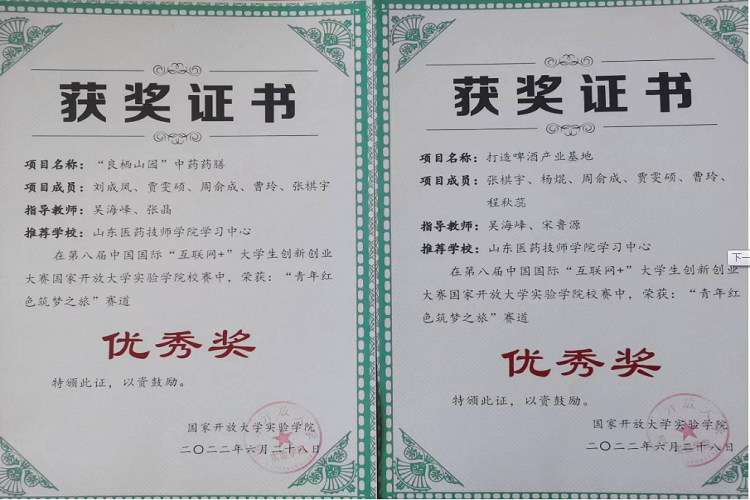 获奖证书
项目名称：“良栖山园”中药药膳
项目成员：刘成凤、贾雯硕、周俞成、曹玲、张棋宇
指导教师：吴海峰、张晶
推荐学校：山东医药技师学院学习中心
在第八届中国国际“互联网+”大学生创新创业
大赛国家开放大学实验学院校赛中，荣获：“青年红
色筑梦之旅”赛道
优秀奖
特颁此证，以资鼓励。
国家开放大学实验学院
二〇二二年六月二十八日
获奖证书
项目名称：打造啤酒产业基地
项目成员：张棋宇、杨焜、周俞成、贾雯硕、曹玲、
程秋蕊
指导教师：吴海峰、宋鲁源
推荐学校：山东医药技师学院学习中心
在第八届中国国际“互联网+”大学生创新创业
大赛国家开放大学实验学院校赛中，荣获：“青年红
色筑梦之旅”赛道
优秀奖
特颁此证，以资鼓励。
国家开放大学实验学院
二〇二二年六月二十八日
下一